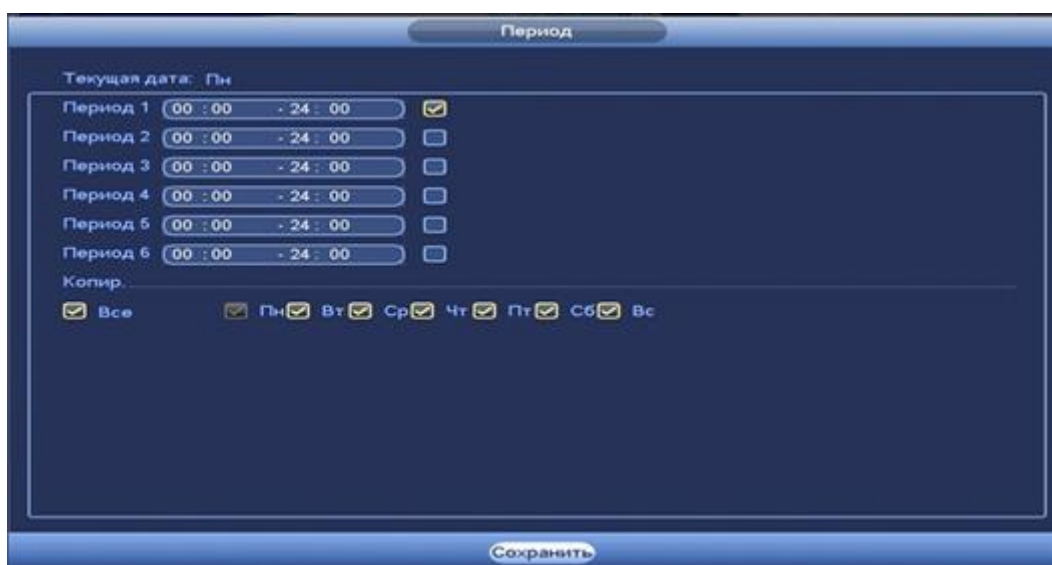 Период
Текущая дата: Пн
Период 1 00 : 00 - 24 : 00
Период 2 00 : 00 - 24 : 00
Период 3 00 : 00 - 24 : 00
Период 4 00 : 00 - 24 : 00
Период 5 00 : 00 - 24 : 00
Период 6 00 : 00 - 24 : 00
Копир.
Все Пн Вт Ср Чт Пт Сб Вс
Сохранить